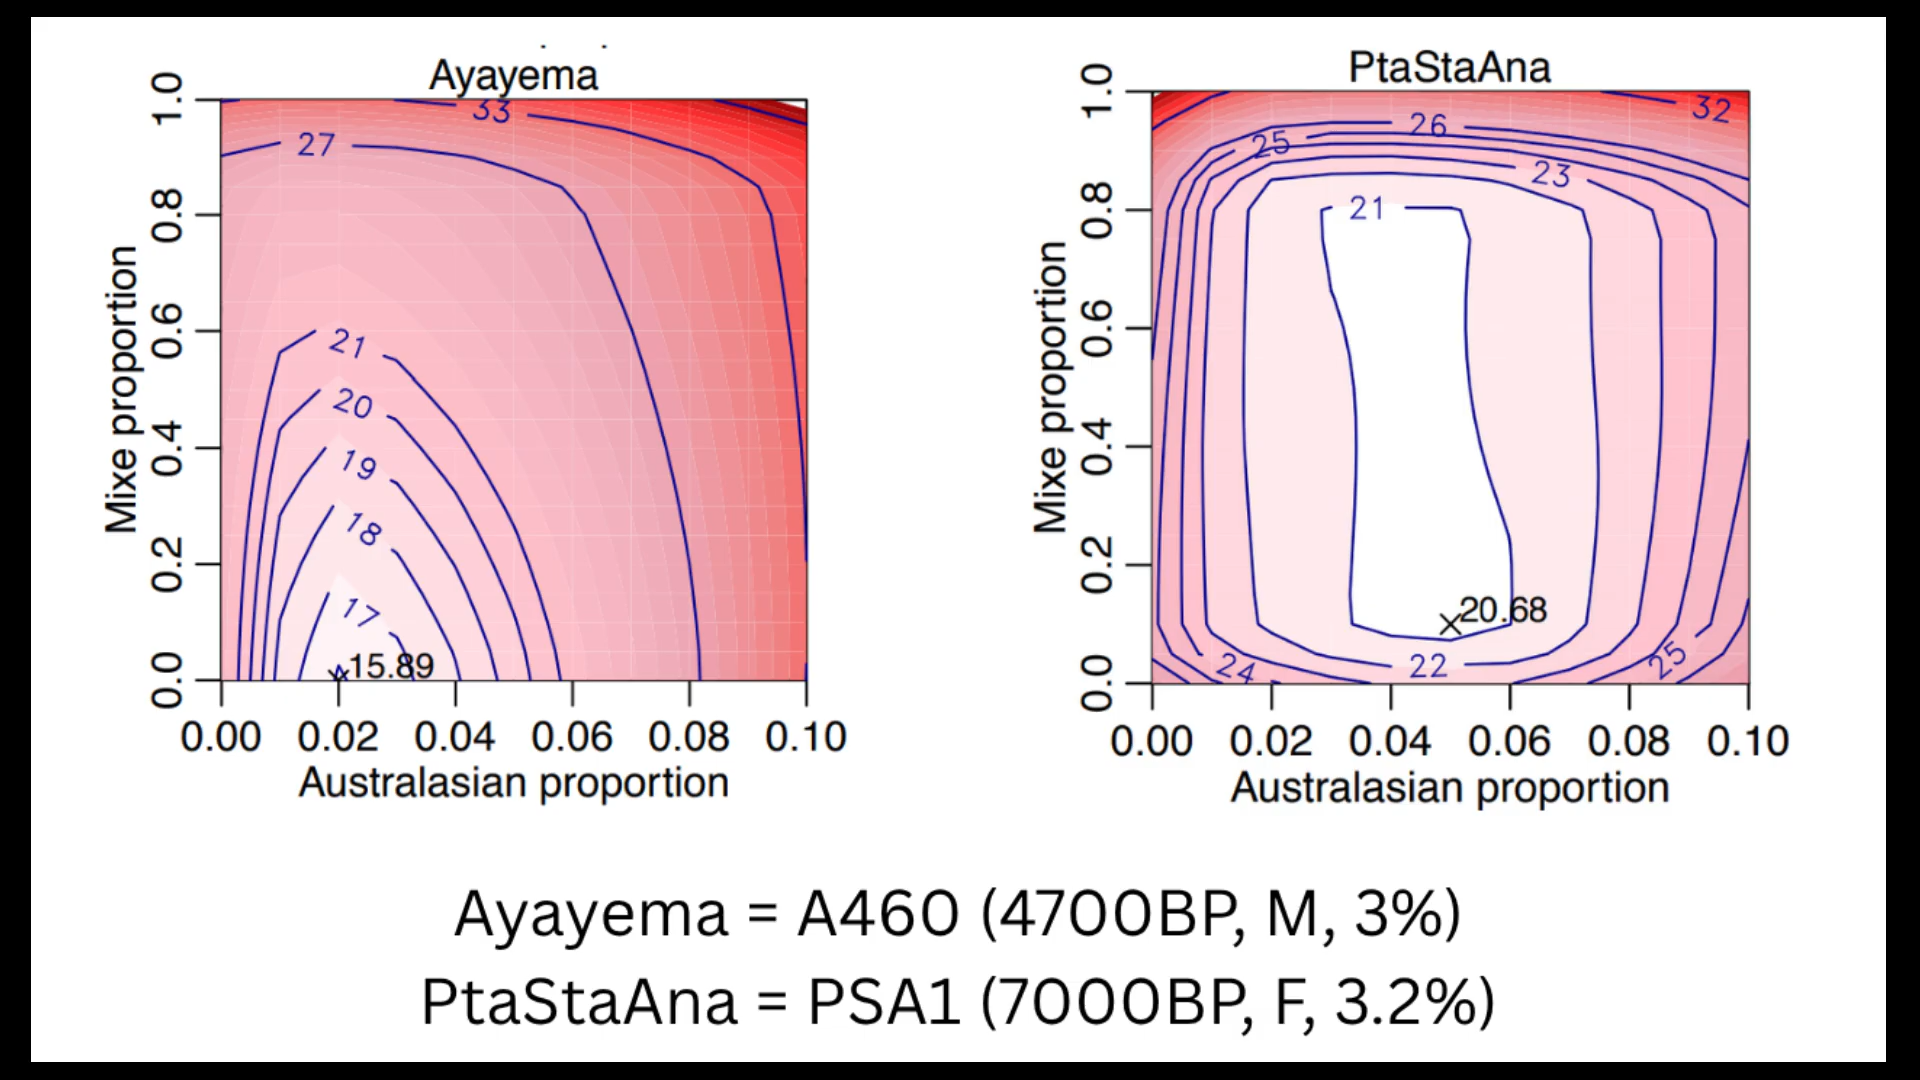 Ayayema
Mixe proportion
1.0
0.8
0.6
0.4
0.2
0.0
33
27
21
20
19
18
17
15.89
0.00 0.02 0.04 0.06 0.08 0.10
Australasian proportion
PtaStaAna
Mixe proportion
1.0
0.8
0.6
0.4
0.2
0.0
32
26
25
23
21
20.68
22
24
25
0.00 0.02 0.04 0.06 0.08 0.10
Australasian proportion
Ayayema = A460 (4700BP, M, 3%)
PtaStaAna = PSA1 (7000BP, F, 3.2%)